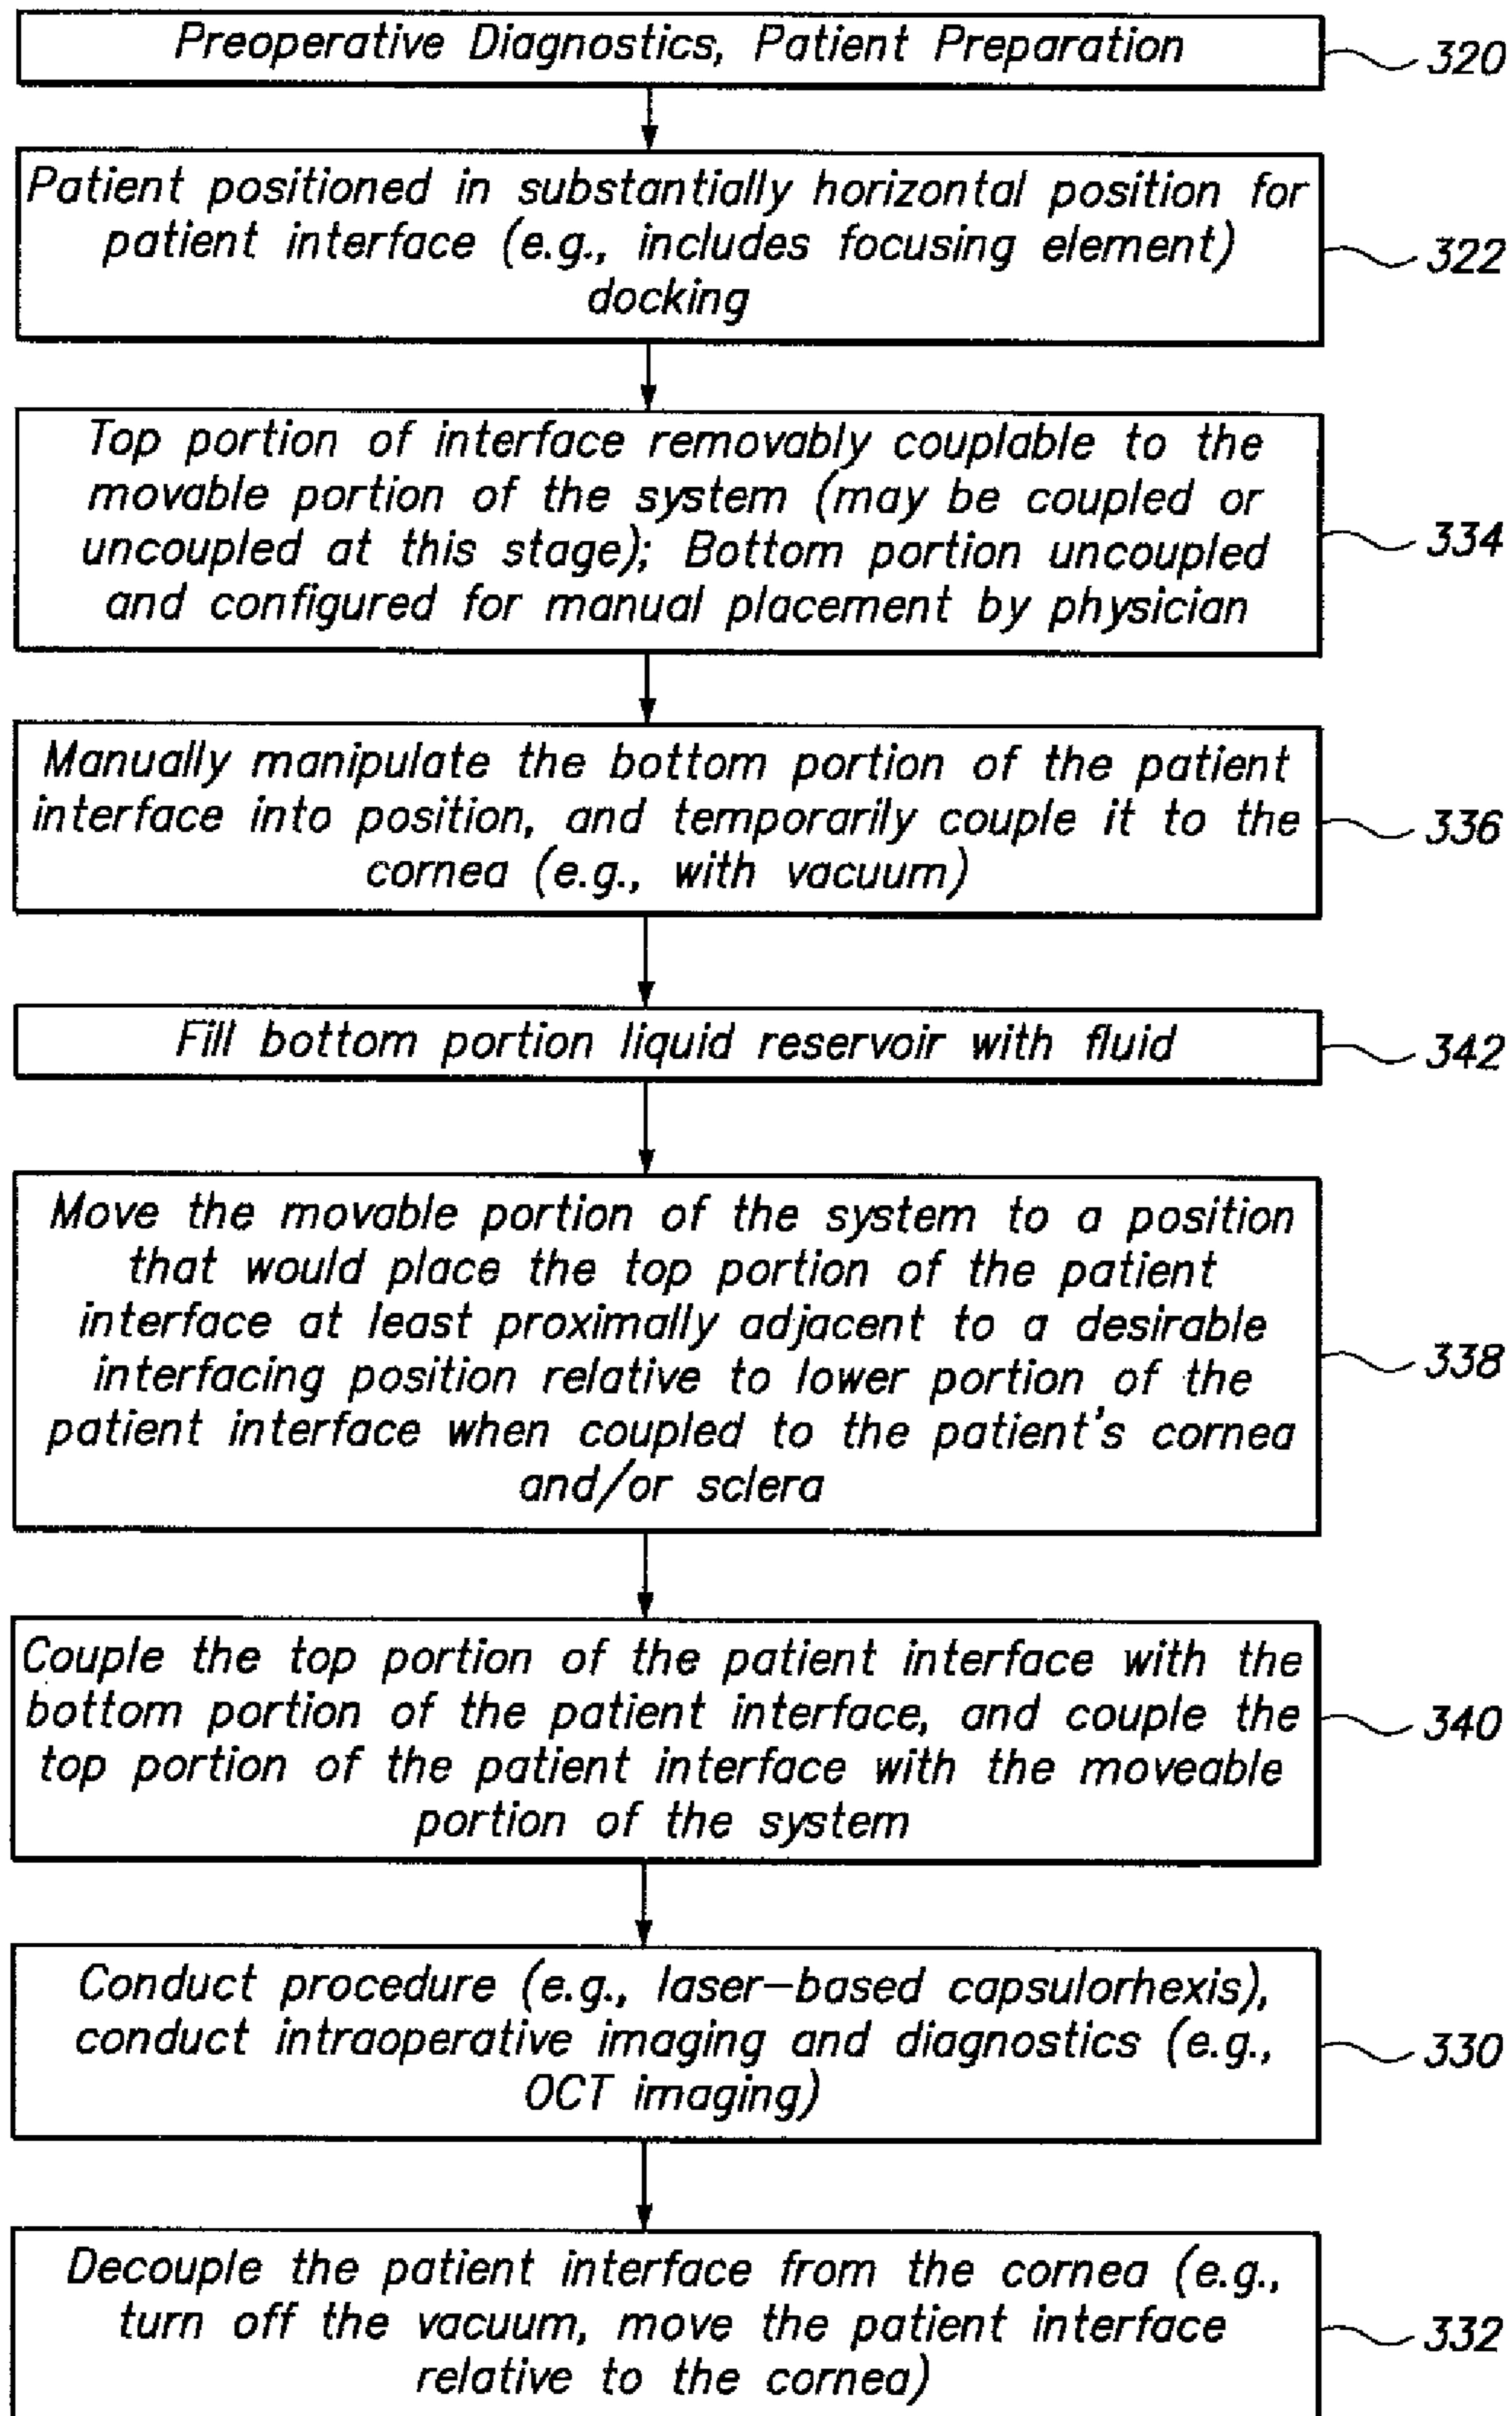 Preoperative Diagnostics, Patient Preparation
320
Patient positioned in substantially horizontal position for
patient interface (e.g., includes focusing element)
docking
322
Top portion of interface removably couplable to the
movable portion of the system (may be coupled or
uncoupled at this stage); Bottom portion uncoupled
and configured for manual placement by physician
334
Manually manipulate the bottom portion of the patient
interface into position, and temporarily couple it to the
cornea (e.g., with vacuum)
336
Fill bottom portion liquid reservoir with fluid
342
Move the movable portion of the system to a position
that would place the top portion of the patient
interface at least proximally adjacent to a desirable
interfacing position relative to lower portion of the
patient interface when coupled to the patient's cornea
and/or sclera
338
Couple the top portion of the patient interface with the
bottom portion of the patient interface, and couple the
top portion of the patient interface with the moveable
portion of the system
340
Conduct procedure (e.g., laser-based capsulorhexis),
conduct intraoperative imaging and diagnostics (e.g.,
OCT imaging)
330
Decouple the patient interface from the cornea (e.g.,
turn off the vacuum, move the patient interface
relative to the cornea)
332